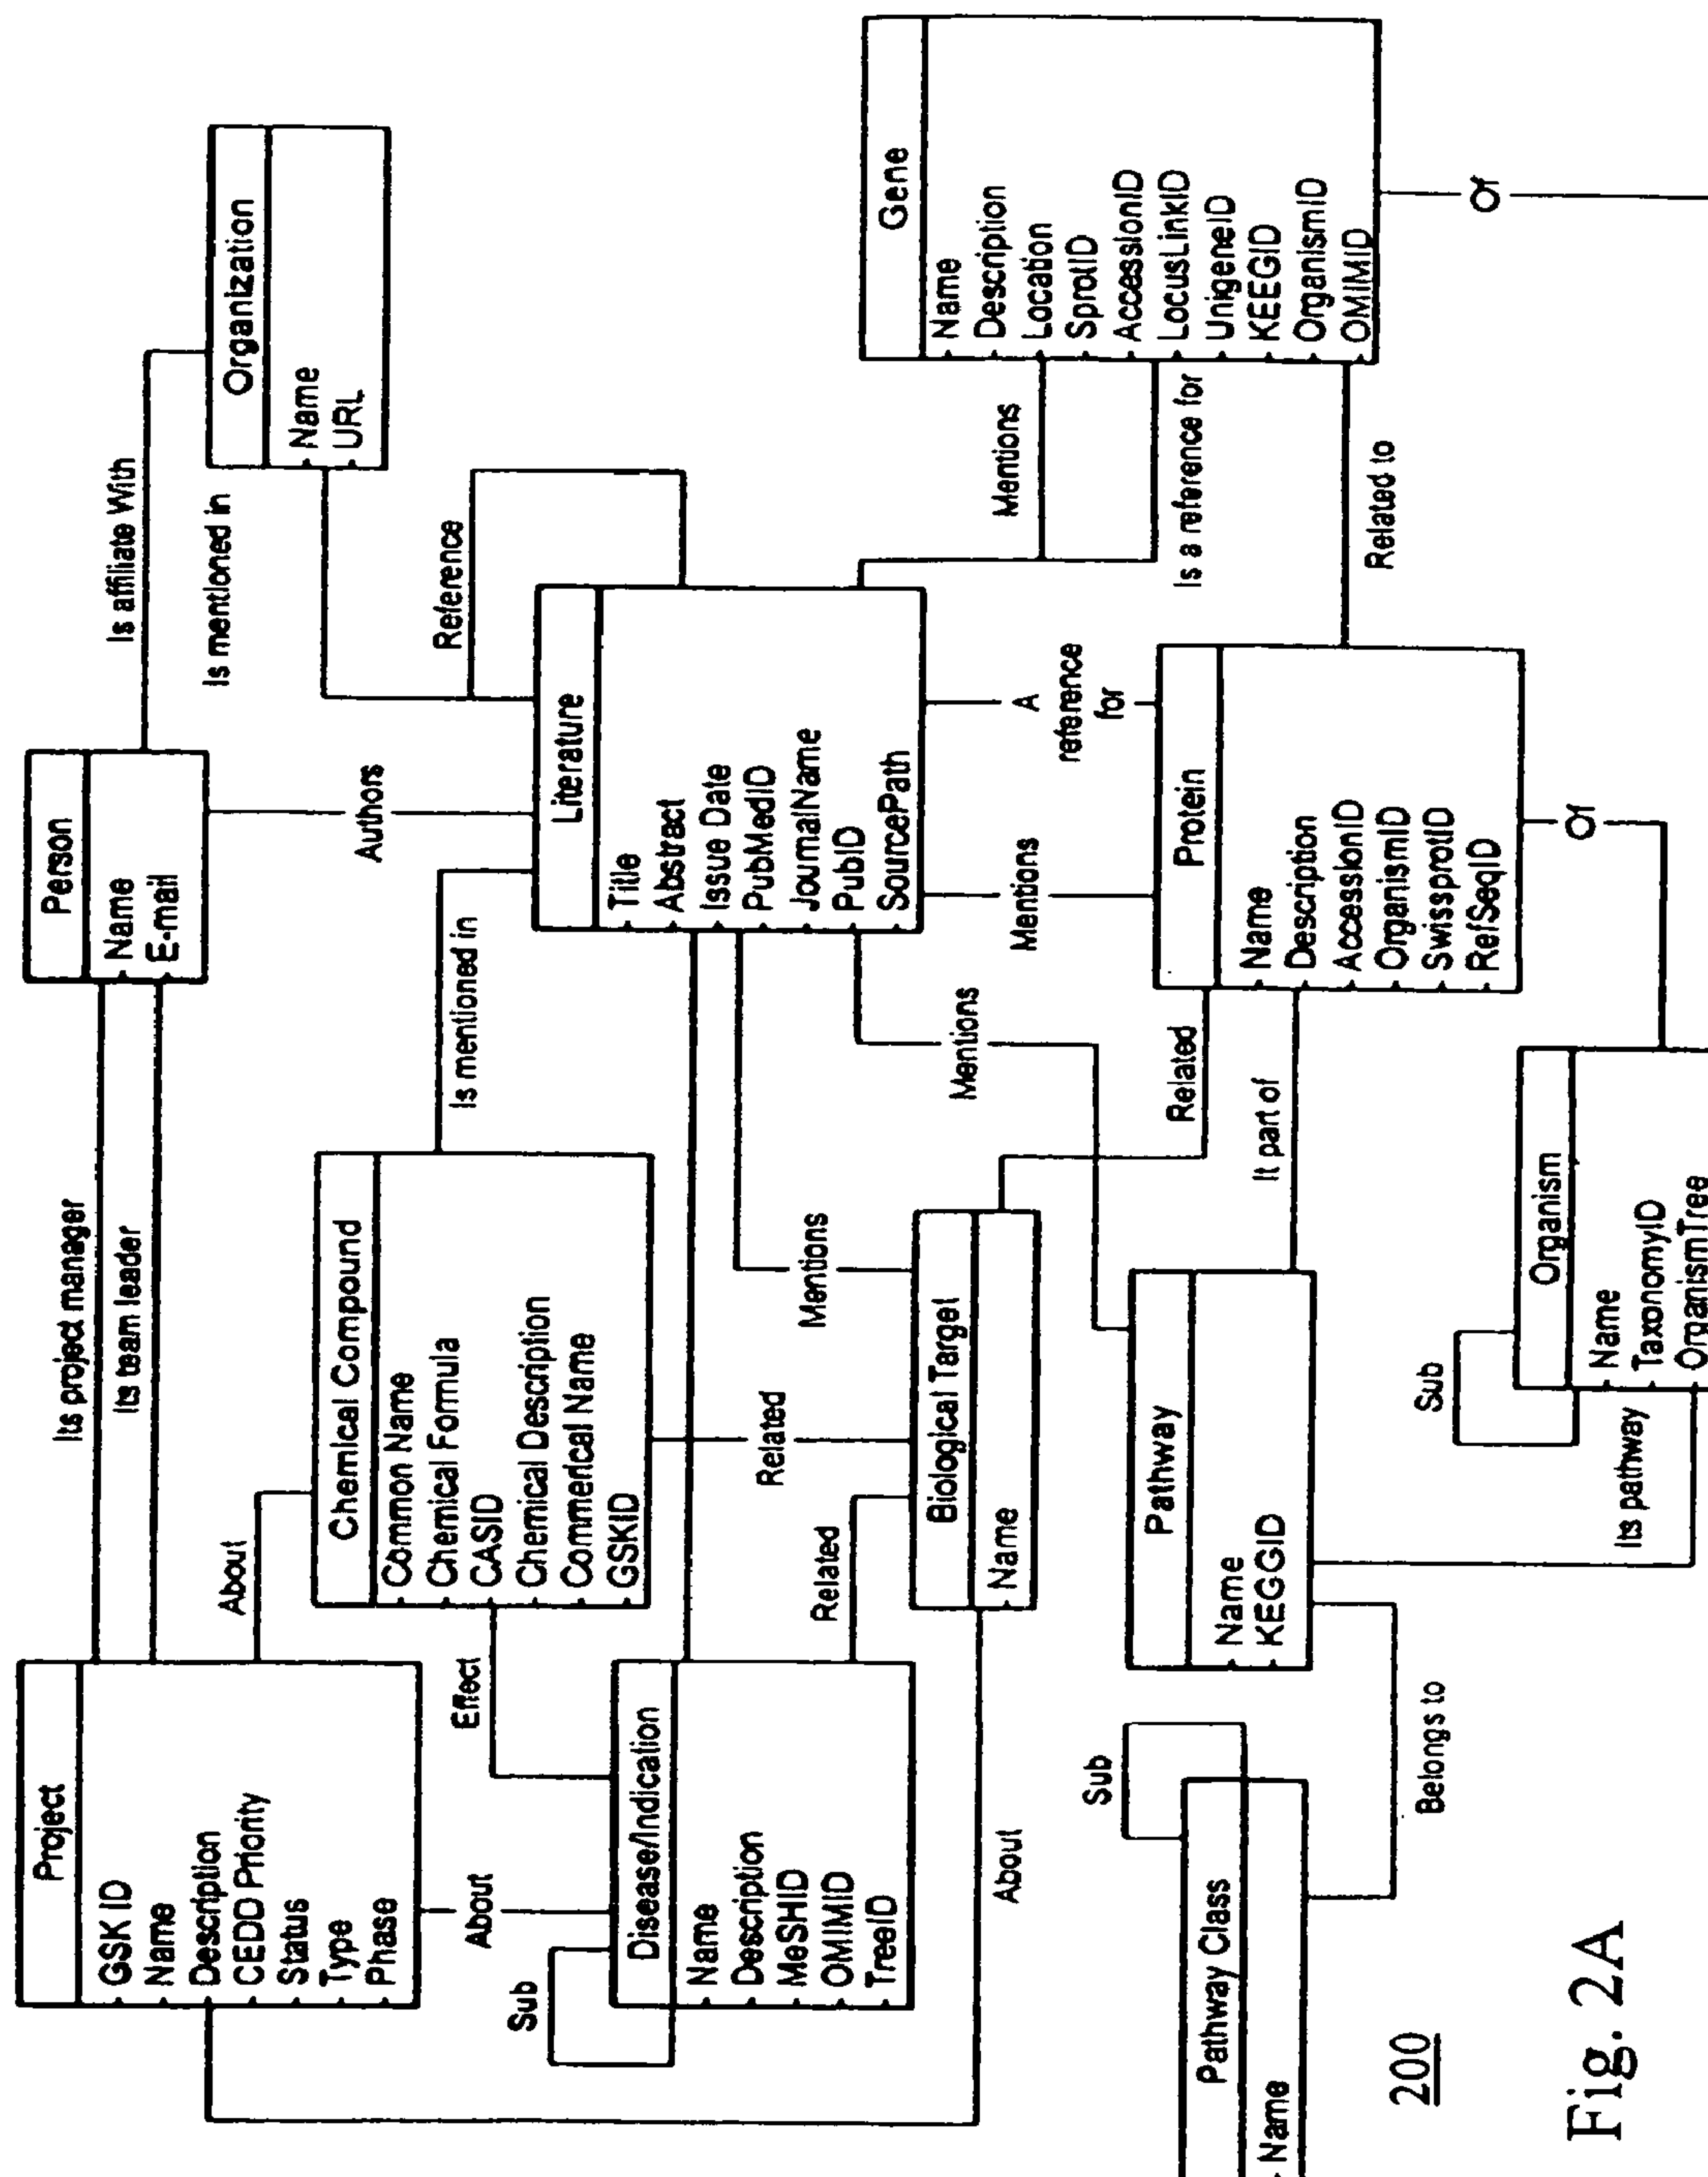 Project
GSK ID
Name
Description
CEDD Priority
Status
Type
Phase
Its project manager
Its team leader
Person
Name
E-mail
Is affiliate With
Is mentioned in
Organization
Name
URL
About
About
Sub
Effect
Chemical Compound
Common Name
Chemical Formula
CASID
Chemical Description
Commerical Name
GSKID
Is mentioned in
Authors
Reference
Disease/Indication
Name
Description
MeSHID
OMIMID
TreeID
Related
Related
Mentions
Literature
Title
Abstract
Issue Date
PubMedID
JournalName
PubID
SourcePath
Mentions
Is a reference for
Gene
Name
Description
Location
SprotID
AccessionID
LocusLinkID
UnigeneID
KEEGID
OrganismID
OMIMID
About
Biological Target
Name
Mentions
Mentions
A
reference
for
Related
It part of
Related to
Of
Sub
Pathway Class
Name
Belongs to
Pathway
Name
KEGGID
Protein
Name
Description
AccessionID
OrganismID
SwissprotID
RefSeqID
Of
Sub
Its pathway
Organism
Name
TaxonomyID
OrganismTree
200
Fig. 2A